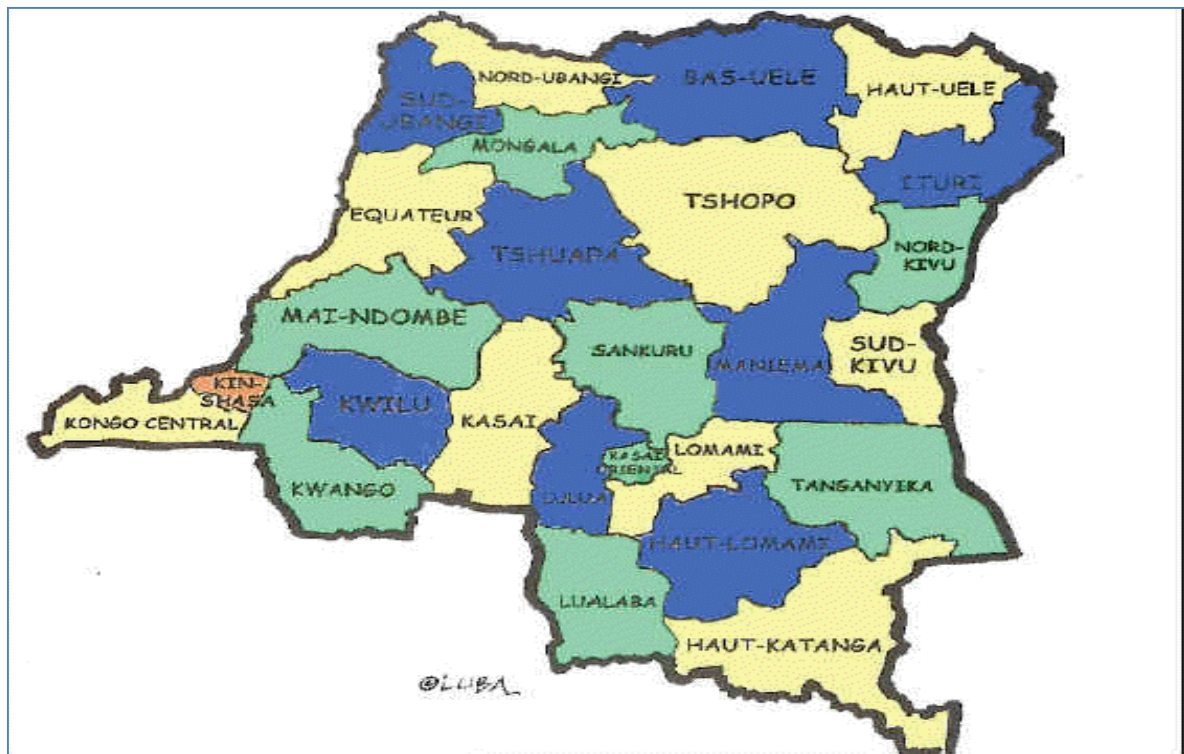 NORD-UBANGI
BAS-UELE
HAUT-UELE
SUD-
UBANGI
MONGALA
ITURI
EQUATEUR
TSHOPO
TSHUAPA
NORD-
KIVU
MAI-NDOMBE
SANKURU
MANIEMA
SUD-
KIVU
KIN-
SHASA
KONGO CENTRAL
KWILU
KASAI
LOMAMI
KASAI
ORIENTAL
KWANGO
TANGANYIKA
HAUT-LOMAMI
LUALABA
HAUT-KATANGA
©LUBA